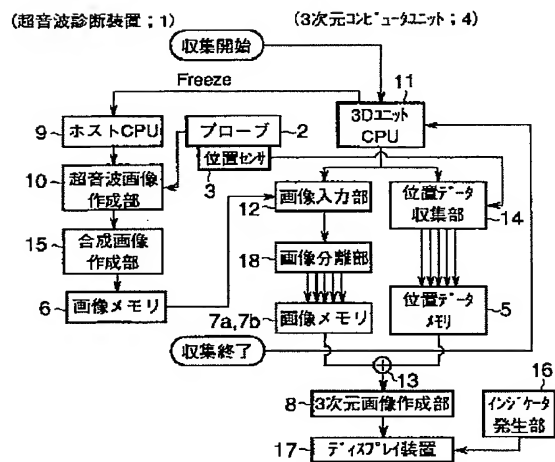 (超音波診断装置；1)
(3次元コンピュータユニット；4)
収集開始
Freeze
11
9
ホストCPU
プローブ
2
位置センサ
3
3Dユニット
CPU
10
超音波画像
作成部
12
画像入力部
位置データ
収集部
14
15
合成画像
作成部
18
画像分離部
6
画像メモリ
7a,7b
画像メモリ
位置データ
メモリ
5
収集終了
13
16
8
3次元画像作成部
インジケータ
発生部
17
ディスプレイ装置